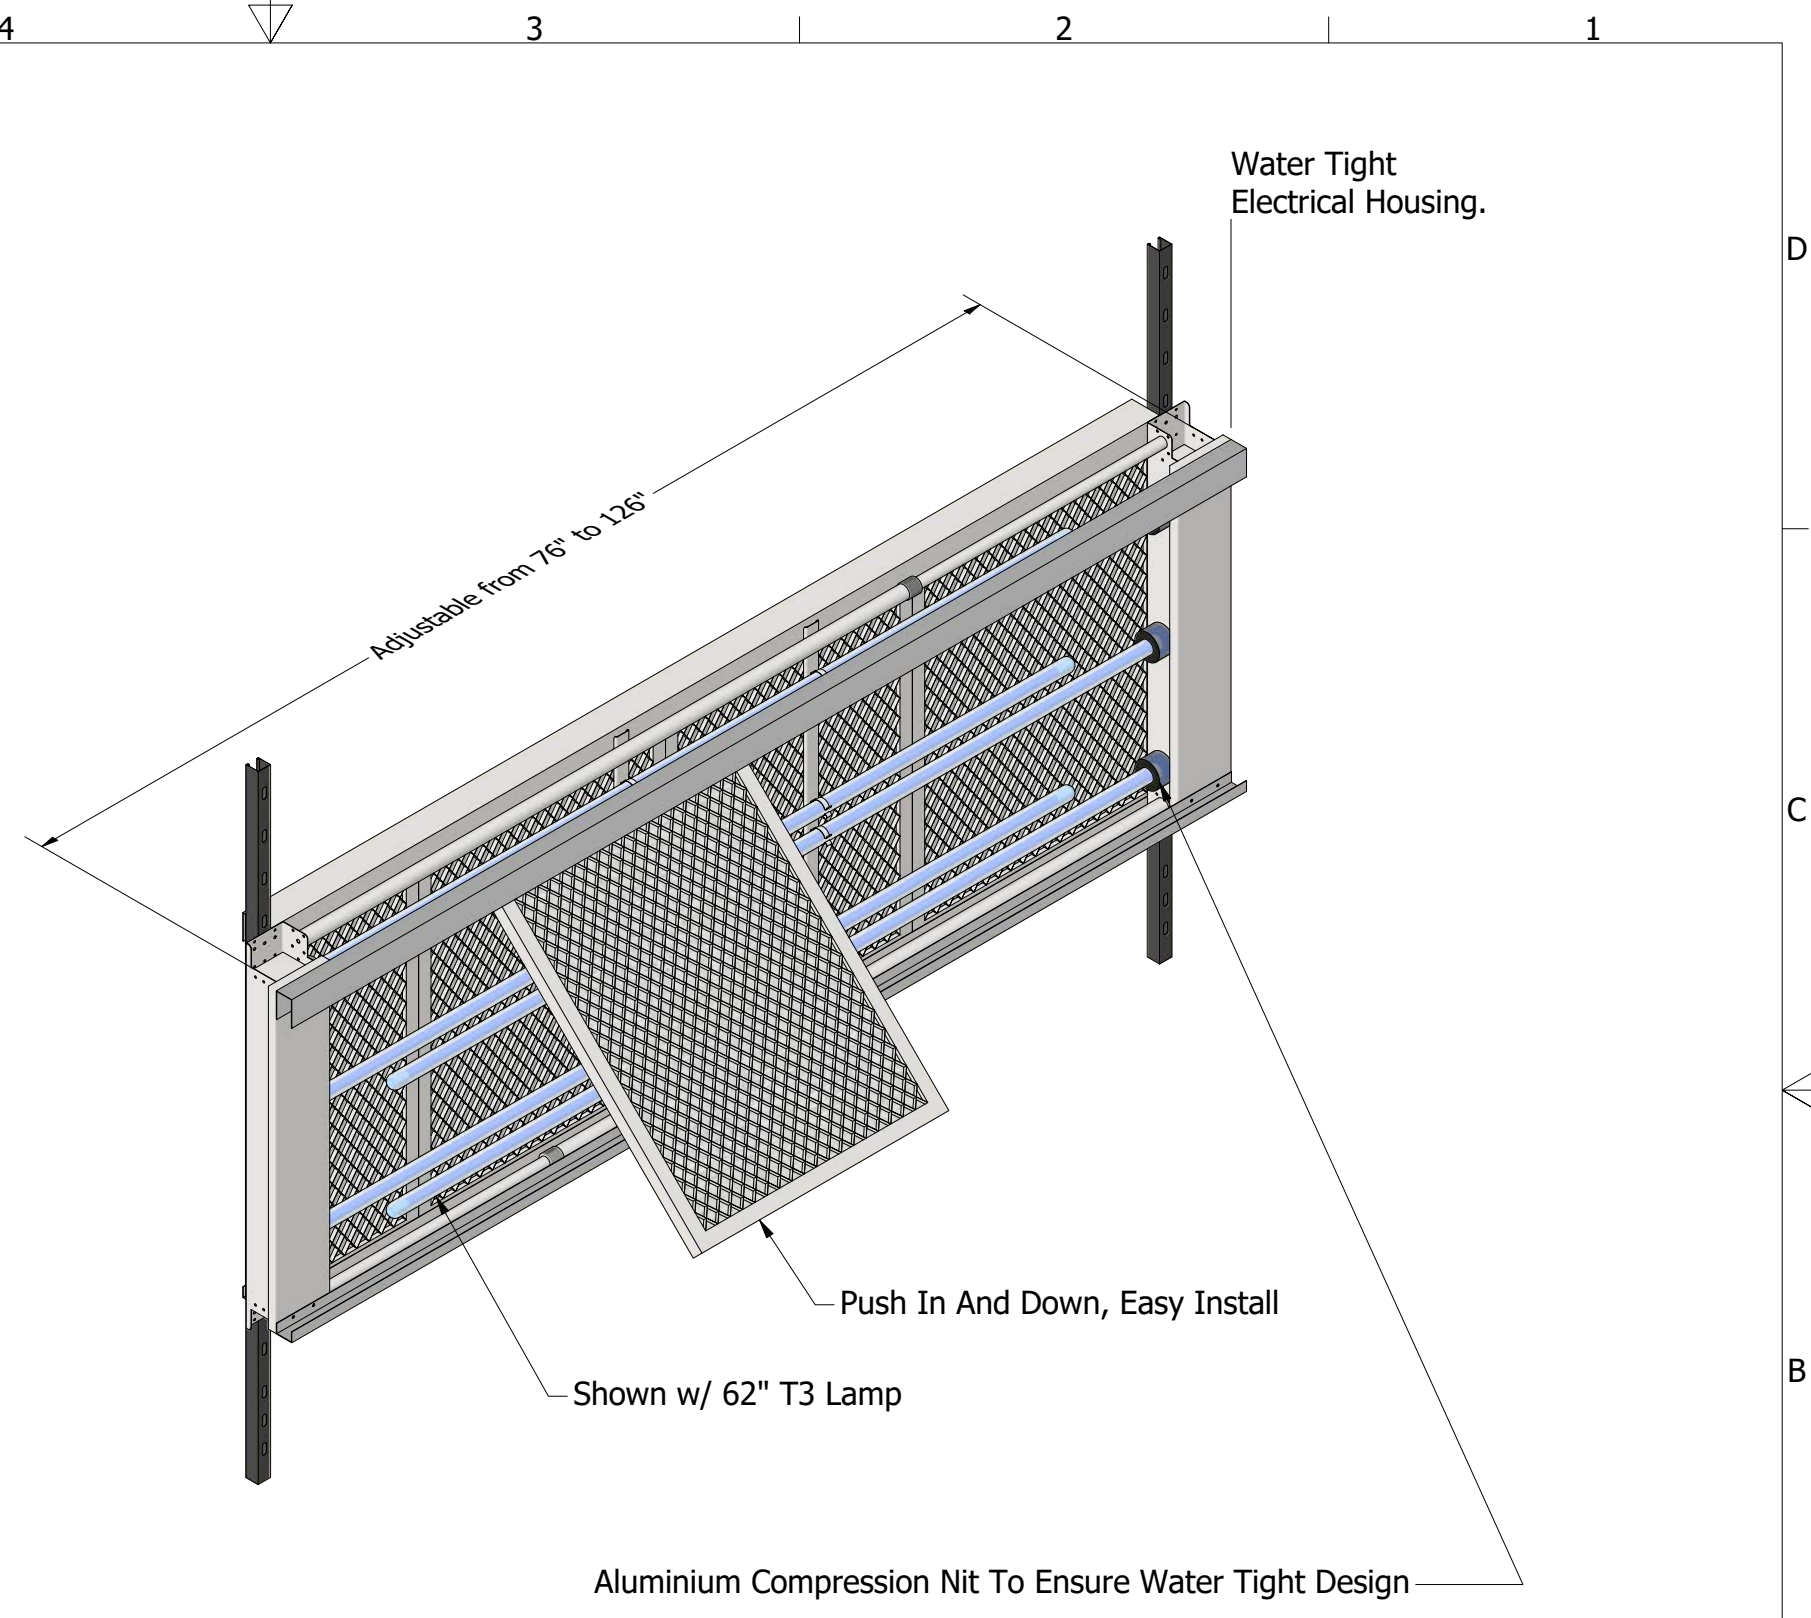 4
3
2
1
Water Tight
Electrical Housing.
D
Adjustable from 76" to 126"
C
Push In And Down, Easy Install
B
Shown w/ 62" T3 Lamp
Aluminium Compression Nit To Ensure Water Tight Design